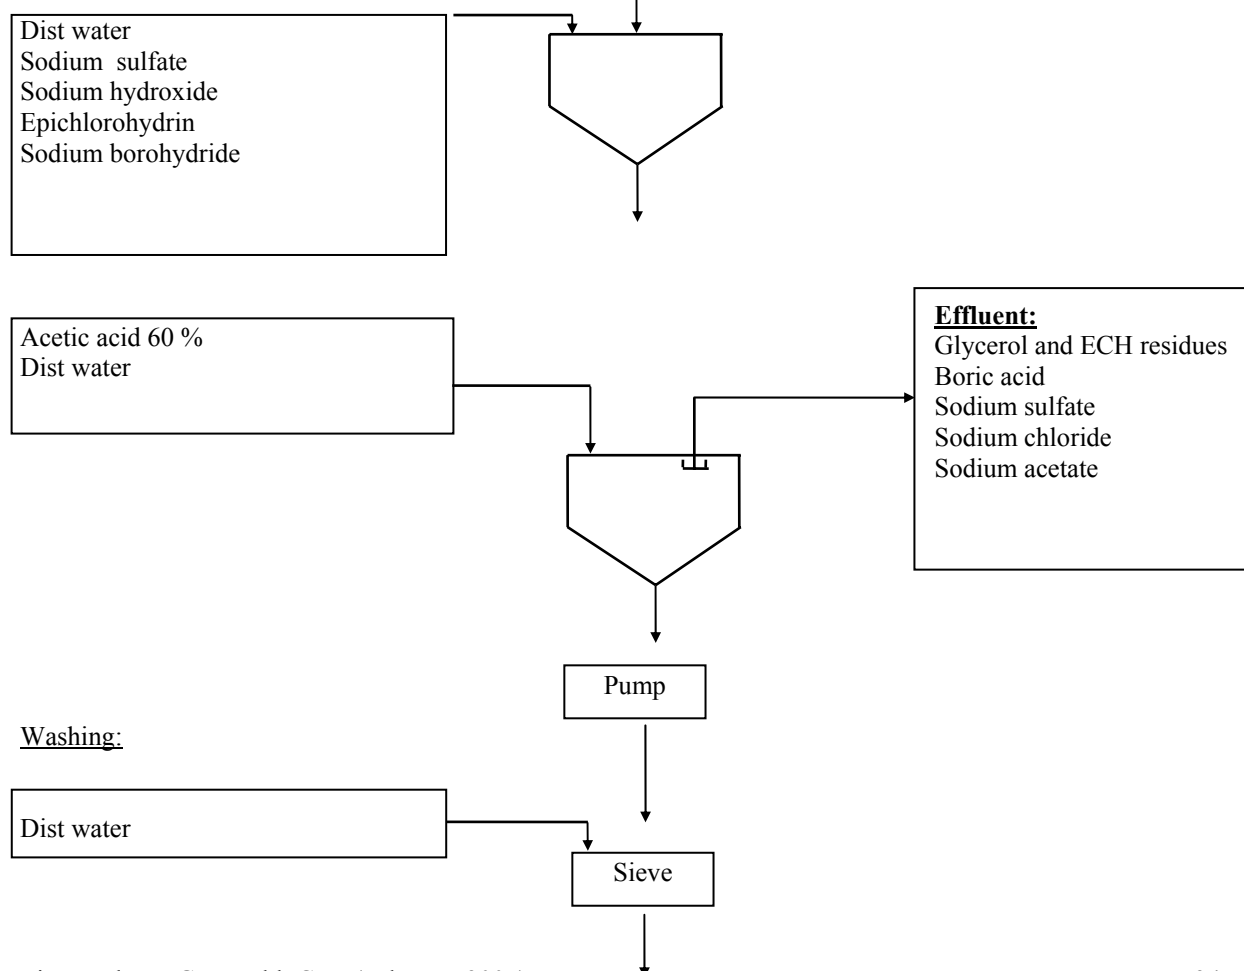 Dist water
Sodium sulfate
Sodium hydroxide
Epichlorohydrin
Sodium borohydride
Acetic acid 60 %
Dist water
Effluent:
Glycerol and ECH residues
Boric acid
Sodium sulfate
Sodium chloride
Sodium acetate
Pump
Washing:
Dist water
Sieve